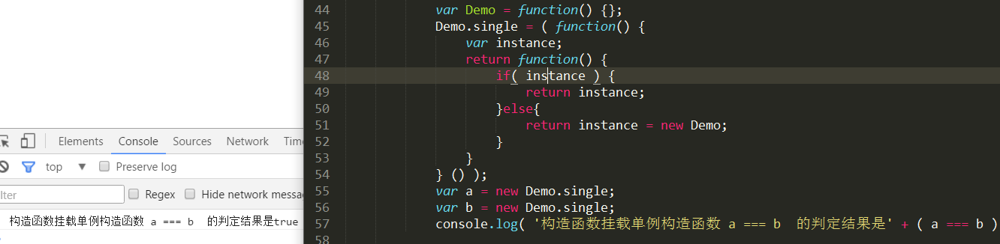 Elements Console Sources Network Tim
top Preserve log
lter Regex Hide network messa
构造函数挂载单例构造函数 a === b  的判定结果是true
44 var Demo = function() {};
45 Demo.single = ( function() {
46 var instance;
47 return function() {
48 if( instance ) {
49 return instance;
50 }else{
51 return instance = new Demo;
52 }
53 }
54 } () );
55 var a = new Demo.single;
56 var b = new Demo.single;
57 console.log( '构造函数挂载单例构造函数 a === b  的判定结果是' + ( a === b )
58